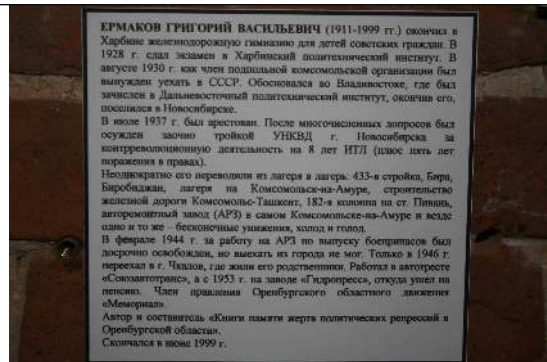 ЕРМАКОВ ГРИГОРИЙ ВАСИЛЬЕВИЧ (1911-1999 гг.) окончил в
Харбине железнодорожную гимназию для детей советских граждан. В
1928 г. сдал экзамен в Харбинский политехнический институт. В
августе 1930 г. как член подпольной комсомольской организации был
вынужден уехать в СССР. Обосновался во Владивостоке, где был
зачислен в Дальневосточный политехнический институт, окончив его,
поселился в Новосибирске.
В июле 1937 г. был арестован. После многочисленных допросов был
осужден заочно тройкой УНКВД г. Новосибирска за
контрреволюционную деятельность на 8 лет ИТЛ (плюс пять лет
поражения в правах).
Неоднократно его переводили из лагеря в лагерь: 433-я стройка, Бира,
Биробиджан, лагеря на Комсомольск-на-Амуре, строительство
железной дороги Комсомольс-Ташкент, 182-я колонна на ст. Пивань,
авторемонтный завод (АРЗ) в самом Комсомольске-на-Амуре и везде
одно и то же – бесконечные унижения, холод и голод.
В феврале 1944 г. за работу на АРЗ по выпуску боеприпасов был
досрочно освобожден, но выехать из города не мог. Только в 1946 г.
переехал в г. Чкалов, где жили его родственники. Работал в автотресте
«Союзавтотранс», а с 1953 г. на заводе «Гидропресс», откуда ушел на
пенсию. Член правления Оренбургского областного движения
«Мемориал».
Автор и составитель «Книги памяти жертв политических репрессий в
Оренбургской области».
Скончался в июне 1999 г.